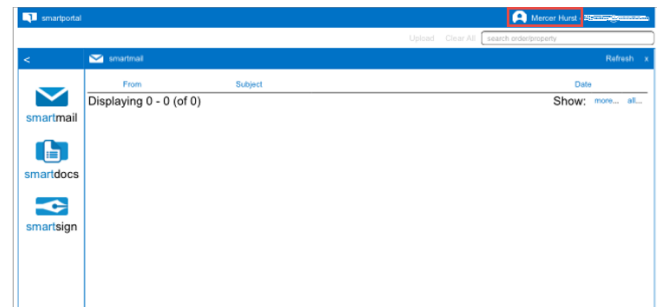 smartportal
Mercer Hurst -
Upload Clear All search order/property
< smartmail Refresh x
From Subject Date
Displaying 0 - 0 (of 0) Show: more... all...
smartmail
smartdocs
smartsign